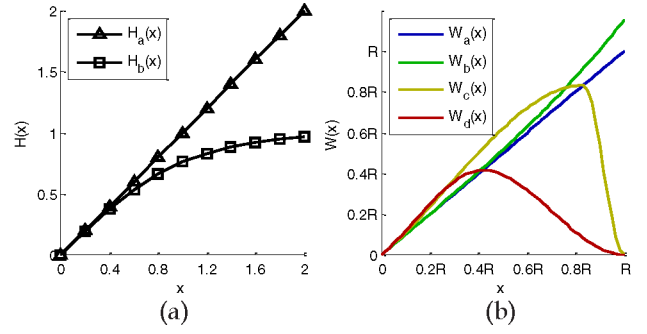 2
1.5
1
0.5
0
H(x)
H_a(x)
H_b(x)
0 0.4 0.8 1.2 1.6 2
x
(a)
R
0.8R
0.6R
0.4R
0.2R
0
W(x)
W_a(x)
W_b(x)
W_c(x)
W_d(x)
0 0.2R 0.4R 0.6R 0.8R R
x
(b)